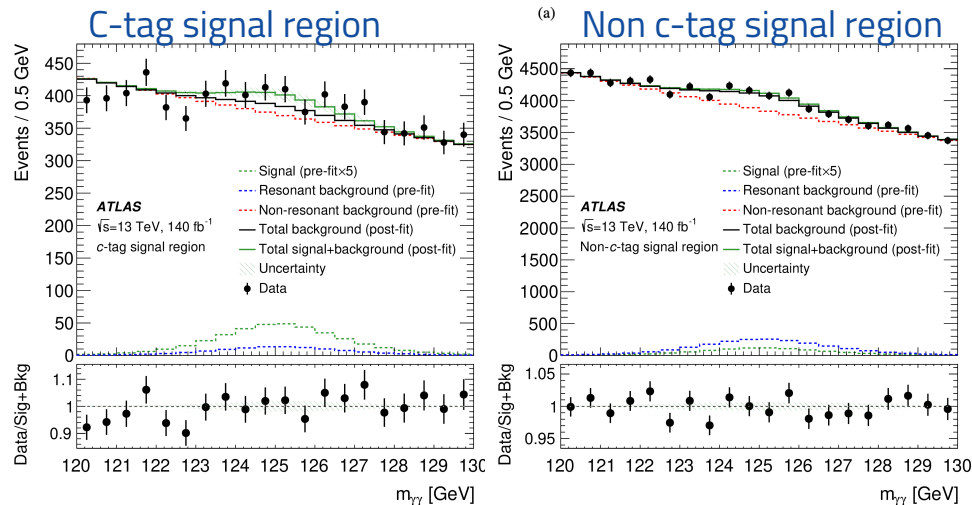 C-tag signal region
(a)
Non c-tag signal region
Events / 0.5 GeV
450
400
350
300
250
200
150
100
50
0
Signal (pre-fit×5)
Resonant background (pre-fit)
Non-resonant background (pre-fit)
Total background (post-fit)
Total signal+background (post-fit)
Uncertainty
Data
ATLAS
√s=13 TeV, 140 fb⁻¹
c-tag signal region
Data/Sig+Bkg
1.1
1
0.9
120 121 122 123 124 125 126 127 128 129 130
mγγ [GeV]
Events / 0.5 GeV
4500
4000
3500
3000
2500
2000
1500
1000
500
0
Signal (pre-fit×5)
Resonant background (pre-fit)
Non-resonant background (pre-fit)
Total background (post-fit)
Total signal+background (post-fit)
Uncertainty
Data
ATLAS
√s=13 TeV, 140 fb⁻¹
Non-c-tag signal region
Data/Sig+Bkg
1.05
1
0.95
120 121 122 123 124 125 126 127 128 129 130
mγγ [GeV]